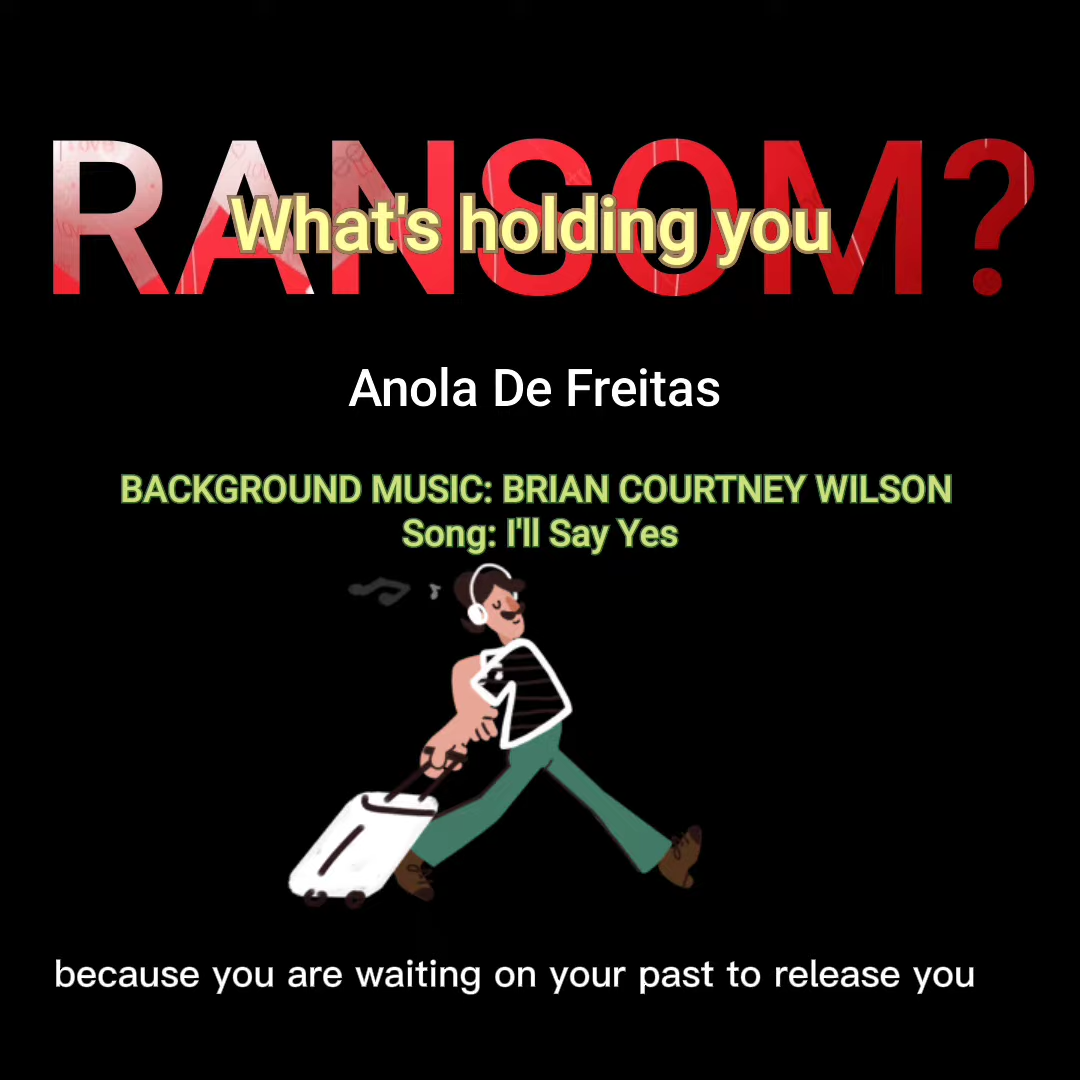 What's holding you
RANSOM?
Anola De Freitas
BACKGROUND MUSIC: BRIAN COURTNEY WILSON
Song: I'll Say Yes
because you are waiting on your past to release you